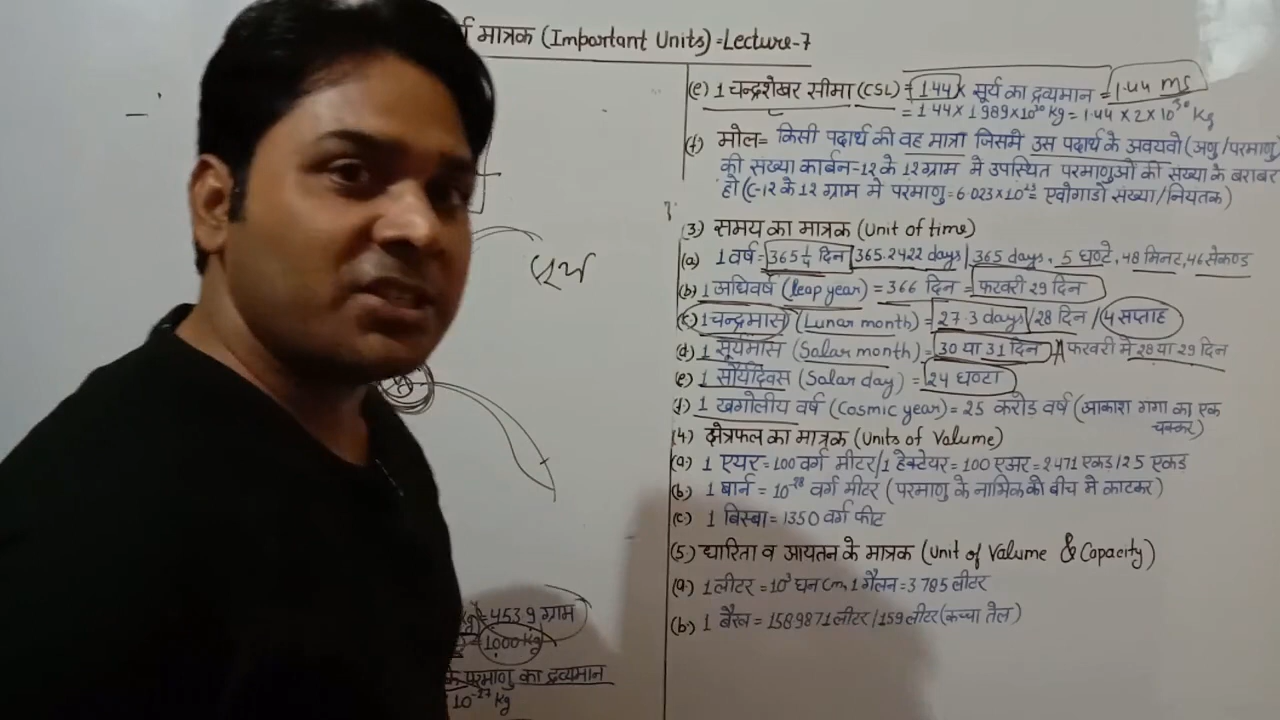 मात्रक (Important Units)=Lecture-7
(e) 1 चन्द्रशेखर सीमा (CSL) = 1.44 x सूर्य का द्रव्यमान = 1.44 ms
= 1.44 x 1.989x10³⁰ Kg = 1.44 x 2 x 10³⁰ Kg
(f) मोल= किसी पदार्थ की वह मात्रा जिसमे उस पदार्थ के अवयवो (अणु/परमाणु)
की संख्या कार्बन-12 के 12 ग्राम मे उपस्थित परमाणुओं की संख्या के बराबर
हो (C-12 के 12 ग्राम मे परमाणु=6.023x10²³= एवोगाड्रो संख्या/नियतक)
(3) समय का मात्रक (Unit of time)
(a) 1 वर्ष= 365 1/4 दिन/365.2422 days/365 days, 5 घण्टे, 48 मिनट, 46 सेकण्ड
(b) 1 अधिवर्ष (leap year) = 366 दिन = फरवरी 29 दिन
1 चन्द्रमास (Lunar month) = 27.3 days/28 दिन/(4 सप्ताह
(d) 1 सूर्यमास (Solar month) = 30 या 31 दिन फरवरी मे 28 या 29 दिन
(e) 1 सौर्यदिवस (Solar day) = 24 घण्टा
(f) 1 खगोलीय वर्ष (Cosmic year)= 25 करोड वर्ष (आकाश गंगा का एक
चक्कर)
(4) क्षेत्रफल का मात्रक (Units of Volume)
(a) 1 एयर=100 वर्ग मीटर/1 हेक्टेयर=100 एअर=2.471 एकड/2.5 एकड
(b) 1 बार्न = 10⁻²⁸ वर्ग मीटर (परमाणु के नाभिक को बीच मे काटकर)
(c) 1 बिस्बा=1350 वर्ग फीट
(5) धारिता व आयतन के मात्रक (Unit of Volume & Capacity)
(a) 1 लीटर= 10³ घन cm, 1 गैलन=3.785 लीटर
(b) 1 बैरल = 158.9871 लीटर/159 लीटर (कच्चा तेल)
सूर्य
=453.9 ग्राम
1000 kg
के परमाणु का द्रव्यमान
10⁻²⁷ Kg